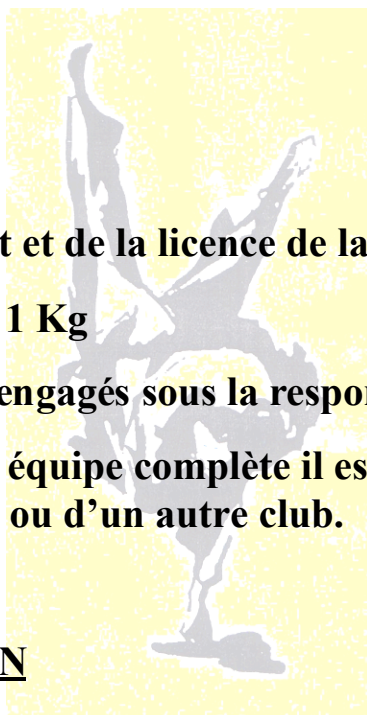 t et de la licence de la
1 Kg
engagés sous la respon
équipe complète il es
ou d’un autre club.
N